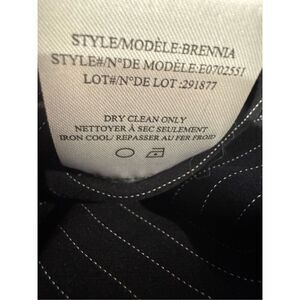 STYLE/MODÈLE:BRENNIA
STYLE#/N°DE MODÈLE:E070255I
LOT#/N°DE LOT :291877
DRY CLEAN ONLY
NETTOYER À SEC SEULEMENT
IRON COOL/ REPASSER AU FER FROID